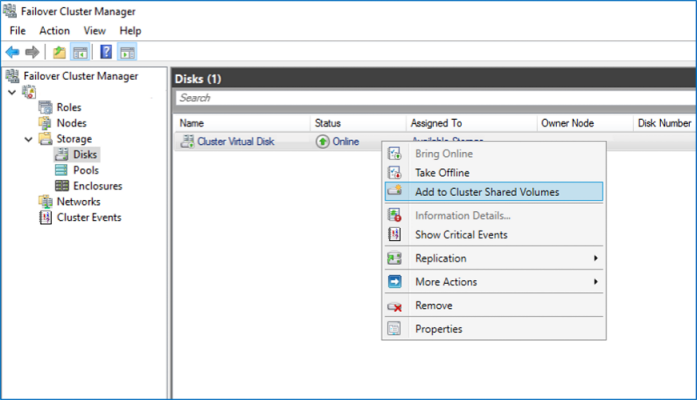 Failover Cluster Manager
File Action View Help
Failover Cluster Manager
Roles
Nodes
Storage
Disks
Pools
Enclosures
Networks
Cluster Events
Disks (1)
Search
Name Status Assigned To Owner Node Disk Number
Cluster Virtual Disk Online Available Storage
Bring Online
Take Offline
Add to Cluster Shared Volumes
Information Details...
Show Critical Events
Replication
More Actions
Remove
Properties